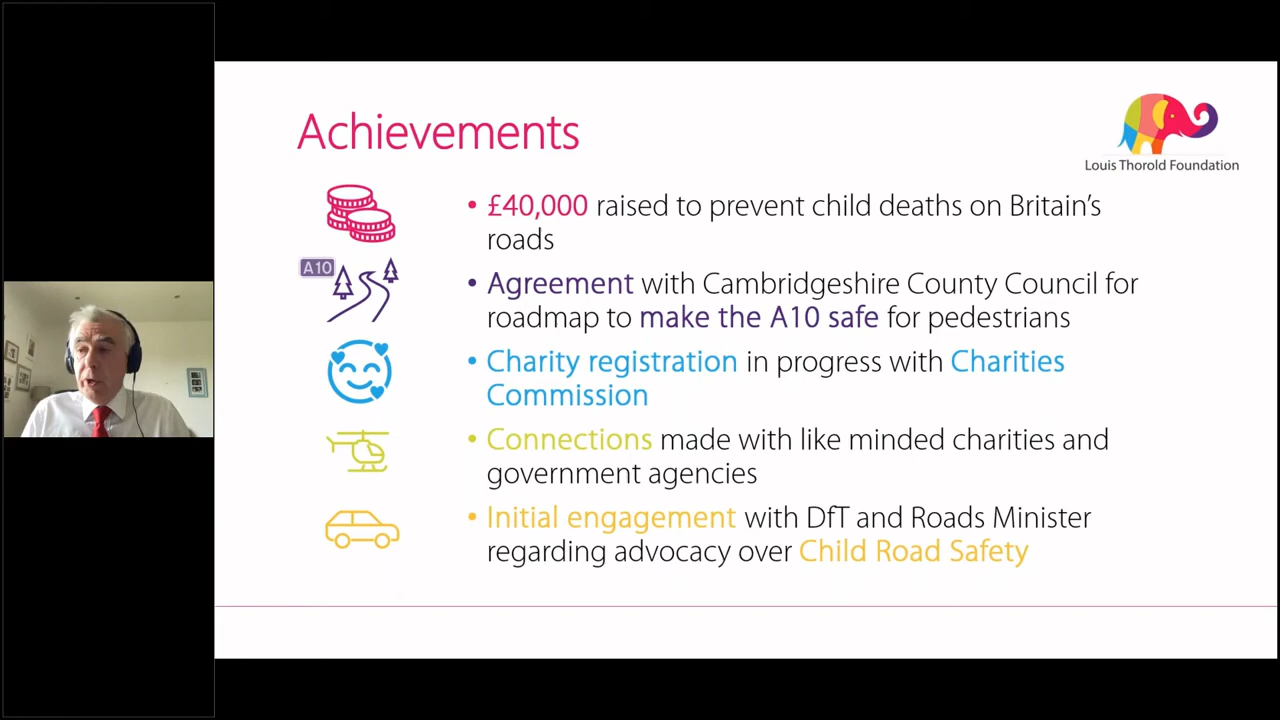 Achievements
Louis Thorold Foundation
• £40,000 raised to prevent child deaths on Britain's
roads
A10
• Agreement with Cambridgeshire County Council for
roadmap to make the A10 safe for pedestrians
• Charity registration in progress with Charities
Commission
• Connections made with like minded charities and
government agencies
• Initial engagement with DfT and Roads Minister
regarding advocacy over Child Road Safety